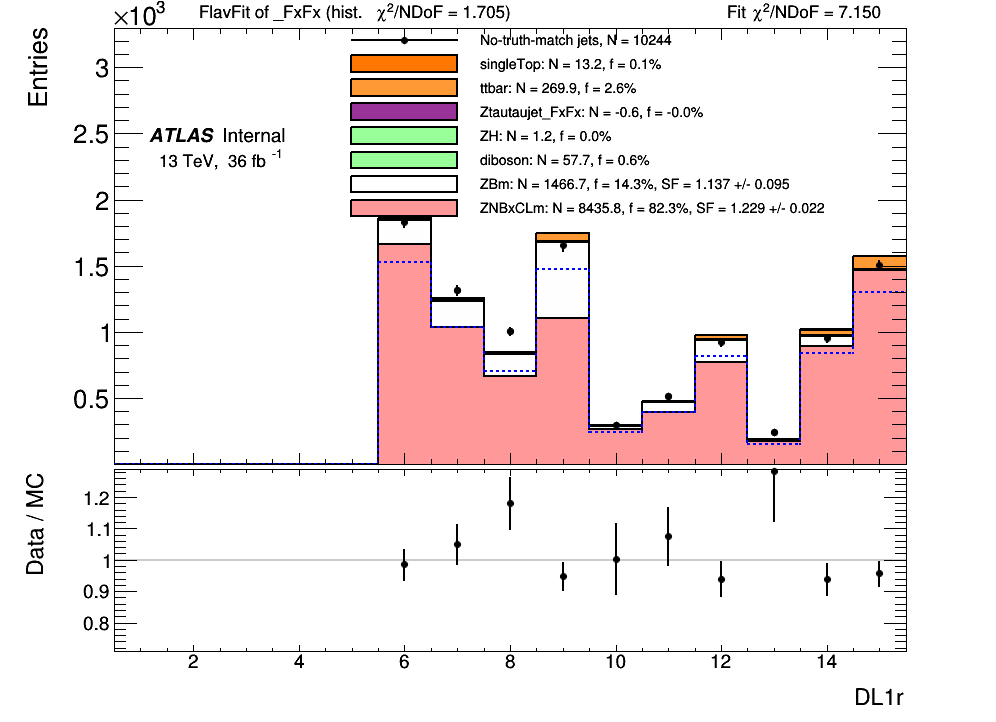 ×10³ FlavFit of _FxFx (hist. χ²/NDoF = 1.705) Fit χ²/NDoF = 7.150
Entries
3
2.5
2
1.5
1
0.5
ATLAS Internal
13 TeV, 36 fb -1
No-truth-match jets, N = 10244
singleTop: N = 13.2, f = 0.1%
ttbar: N = 269.9, f = 2.6%
Ztautaujet_FxFx: N = -0.6, f = -0.0%
ZH: N = 1.2, f = 0.0%
diboson: N = 57.7, f = 0.6%
ZBm: N = 1466.7, f = 14.3%, SF = 1.137 +/- 0.095
ZNBxCLm: N = 8435.8, f = 82.3%, SF = 1.229 +/- 0.022
Data / MC
1.2
1.1
1
0.9
0.8
2 4 6 8 10 12 14
DL1r